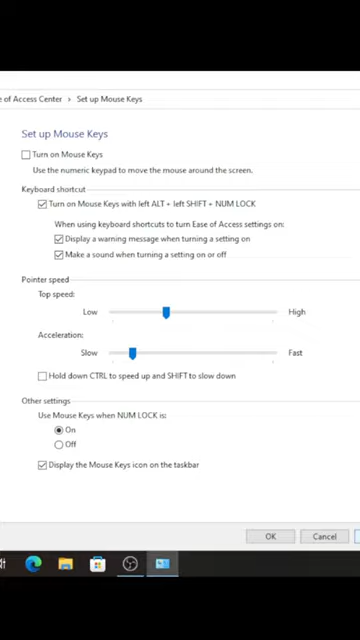 e of Access Center > Set up Mouse Keys
Set up Mouse Keys
Turn on Mouse Keys
Use the numeric keypad to move the mouse around the screen.
Keyboard shortcut
Turn on Mouse Keys with left ALT + left SHIFT + NUM LOCK
When using keyboard shortcuts to turn Ease of Access settings on:
Display a warning message when turning a setting on
Make a sound when turning a setting on or off
Pointer speed
Top speed:
Low High
Acceleration:
Slow Fast
Hold down CTRL to speed up and SHIFT to slow down
Other settings
Use Mouse Keys when NUM LOCK is:
On
Off
Display the Mouse Keys icon on the taskbar
OK Cancel